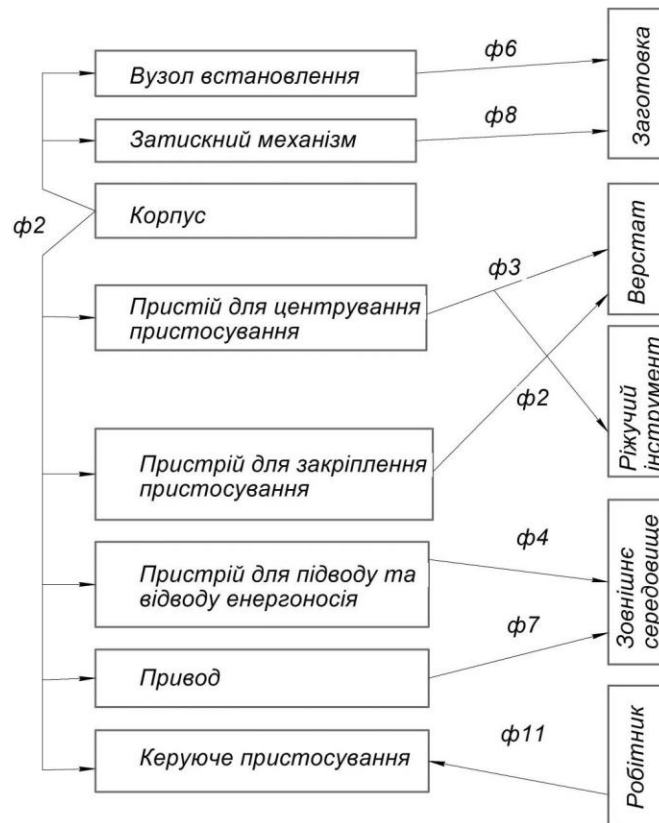 Вузол встановлення
ф6
Заготовка
Затискний механізм
ф8
Корпус
ф2
Верстат
ф3
Пристій для центрування
пристосування
ф2
Ріжучий
інструмент
Пристрій для закріплення
пристосування
ф4
Зовнішнє
середовище
Пристрій для підводу та
відводу енергоносія
ф7
Привод
ф11
Робітник
Керуюче пристосування